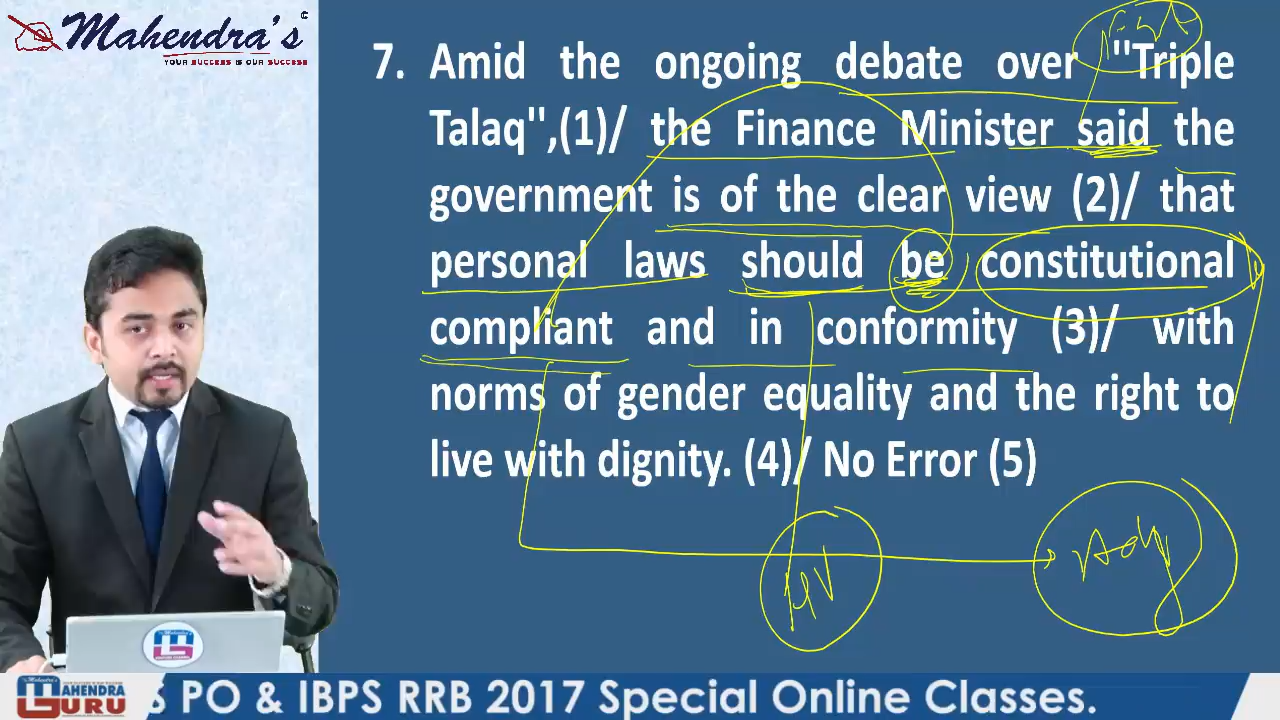 Mahendra's
YOUR SUCCESS IS OUR SUCCESS
7. Amid the ongoing debate over "Triple
Talaq",(1)/ the Finance Minister said the
government is of the clear view (2)/ that
personal laws should be constitutional
compliant and in conformity (3)/ with
norms of gender equality and the right to
live with dignity. (4)/ No Error (5)
MV
Adj
Mahendra's
MAHENDRA
GURU
S PO & IBPS RRB 2017 Special Online Classes.